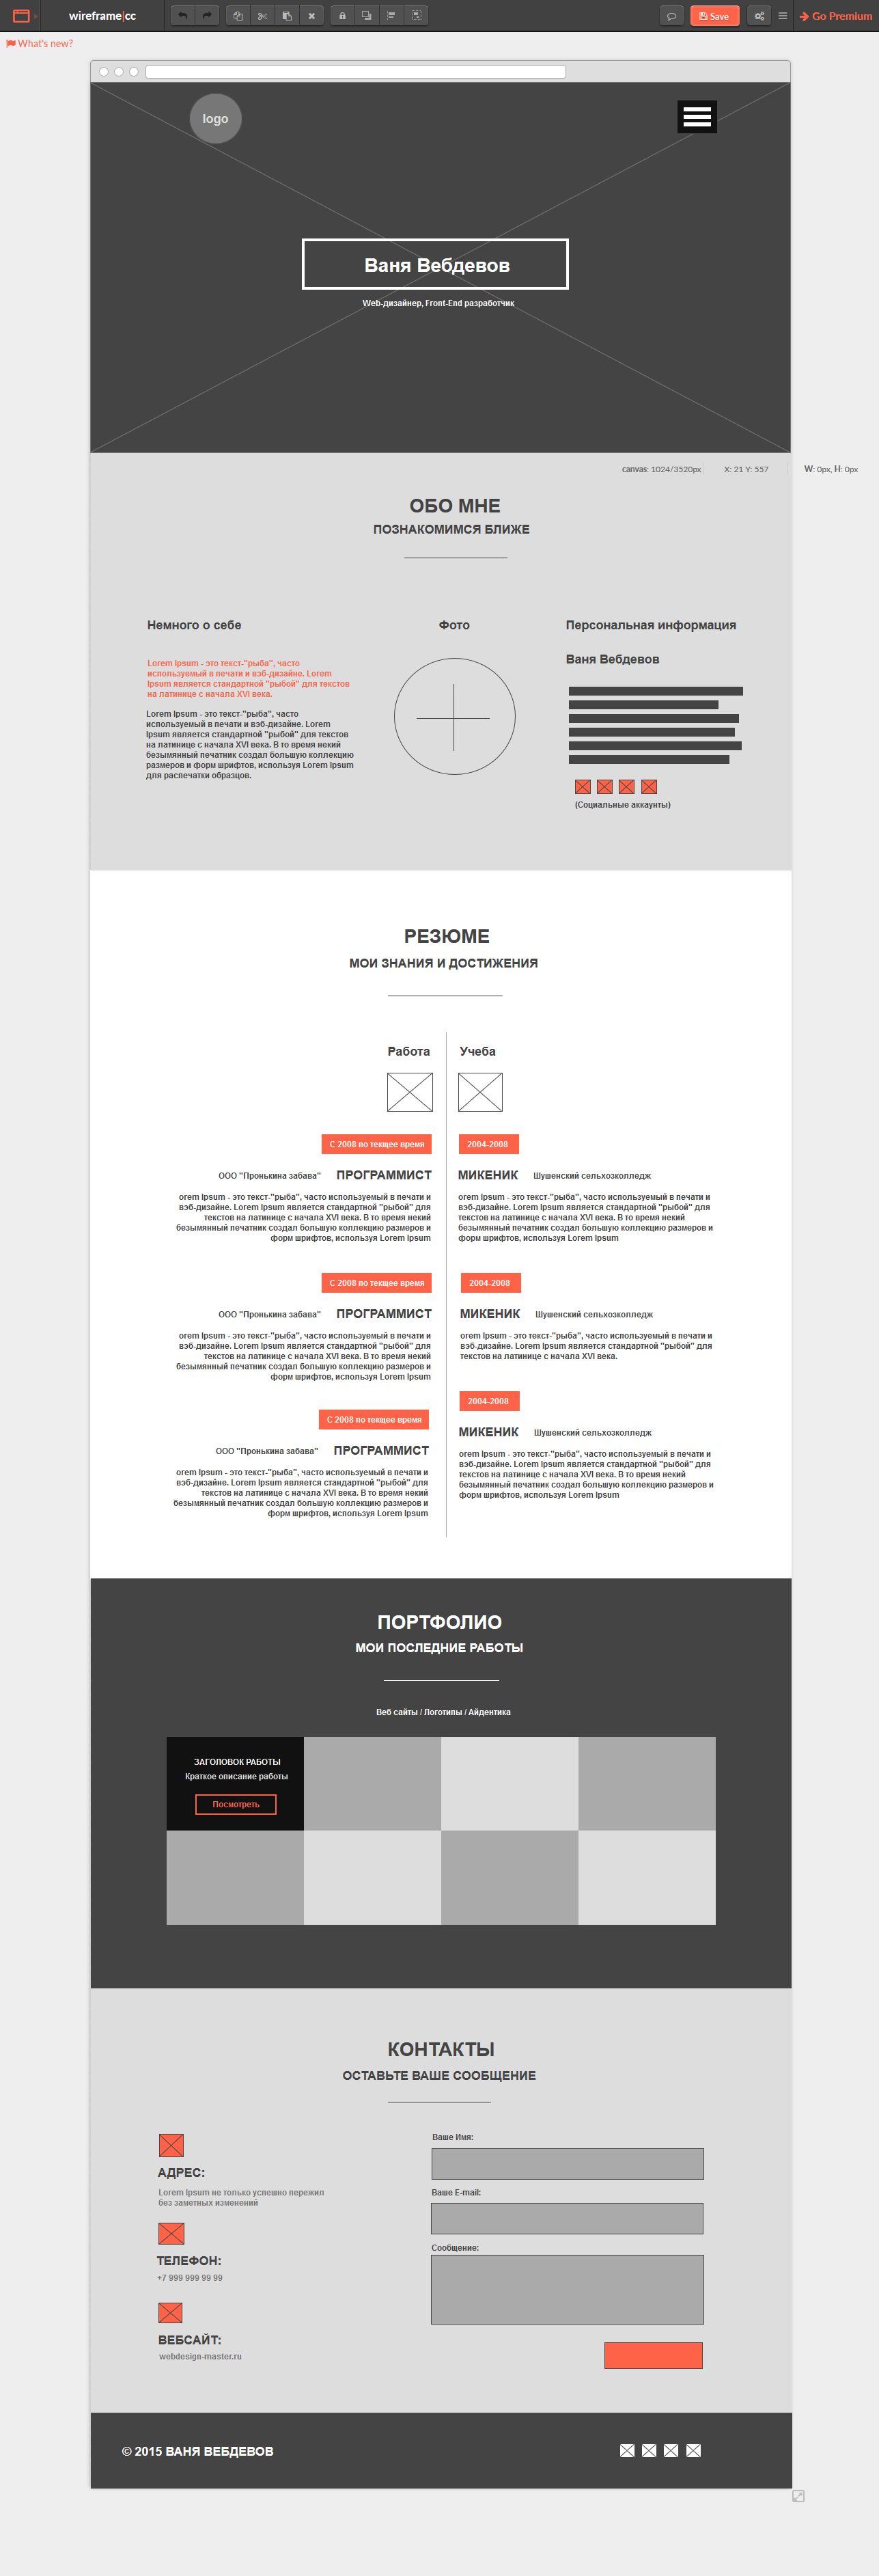 wireframe|cc
Save
Go Premium
What's new?
logo
Ваня Вебдевов
Web-дизайнер, Front-End разработчик
canvas: 1024/3520px
X: 21 Y: 557
W: 0px, H: 0px
ОБО МНЕ
ПОЗНАКОМИМСЯ БЛИЖЕ
Немного о себе
Lorem Ipsum - это текст-"рыба", часто
используемый в печати и вэб-дизайне. Lorem
Ipsum является стандартной "рыбой" для текстов
на латинице с начала XVI века.
Lorem Ipsum - это текст-"рыба", часто
используемый в печати и вэб-дизайне. Lorem
Ipsum является стандартной "рыбой" для текстов
на латинице с начала XVI века. В то время некий
безымянный печатник создал большую коллекцию
размеров и форм шрифтов, используя Lorem Ipsum
для распечатки образцов.
Фото
Персональная информация
Ваня Вебдевов
(Социальные аккаунты)
РЕЗЮМЕ
МОИ ЗНАНИЯ И ДОСТИЖЕНИЯ
Работа
С 2008 по текщее время
ООО "Пронькина забава" ПРОГРАММИСТ
orem Ipsum - это текст-"рыба", часто используемый в печати и
вэб-дизайне. Lorem Ipsum является стандартной "рыбой" для
текстов на латинице с начала XVI века. В то время некий
безымянный печатник создал большую коллекцию размеров и
форм шрифтов, используя Lorem Ipsum
С 2008 по текщее время
ООО "Пронькина забава" ПРОГРАММИСТ
orem Ipsum - это текст-"рыба", часто используемый в печати и
вэб-дизайне. Lorem Ipsum является стандартной "рыбой" для
текстов на латинице с начала XVI века. В то время некий
безымянный печатник создал большую коллекцию размеров и
форм шрифтов, используя Lorem Ipsum
С 2008 по текщее время
ООО "Пронькина забава" ПРОГРАММИСТ
orem Ipsum - это текст-"рыба", часто используемый в печати и
вэб-дизайне. Lorem Ipsum является стандартной "рыбой" для
текстов на латинице с начала XVI века. В то время некий
безымянный печатник создал большую коллекцию размеров и
форм шрифтов, используя Lorem Ipsum
Учеба
2004-2008
МИКЕНИК Шушенский сельхозколледж
orem Ipsum - это текст-"рыба", часто используемый в печати и
вэб-дизайне. Lorem Ipsum является стандартной "рыбой" для
текстов на латинице с начала XVI века. В то время некий
безымянный печатник создал большую коллекцию размеров и
форм шрифтов, используя Lorem Ipsum
2004-2008
МИКЕНИК Шушенский сельхозколледж
orem Ipsum - это текст-"рыба", часто используемый в печати и
вэб-дизайне. Lorem Ipsum является стандартной "рыбой" для
текстов на латинице с начала XVI века.
2004-2008
МИКЕНИК Шушенский сельхозколледж
orem Ipsum - это текст-"рыба", часто используемый в печати и
вэб-дизайне. Lorem Ipsum является стандартной "рыбой" для
текстов на латинице с начала XVI века. В то время некий
безымянный печатник создал большую коллекцию размеров и
форм шрифтов, используя Lorem Ipsum
ПОРТФОЛИО
МОИ ПОСЛЕДНИЕ РАБОТЫ
Веб сайты / Логотипы / Айдентика
ЗАГОЛОВОК РАБОТЫ
Краткое описание работы
Посмотреть
КОНТАКТЫ
ОСТАВЬТЕ ВАШЕ СООБЩЕНИЕ
АДРЕС:
Lorem Ipsum не только успешно пережил
без заметных изменений
ТЕЛЕФОН:
+7 999 999 99 99
ВЕБСАЙТ:
webdesign-master.ru
Ваше Имя:
Ваше E-mail:
Сообщение:
© 2015 ВАНЯ ВЕБДЕВОВ